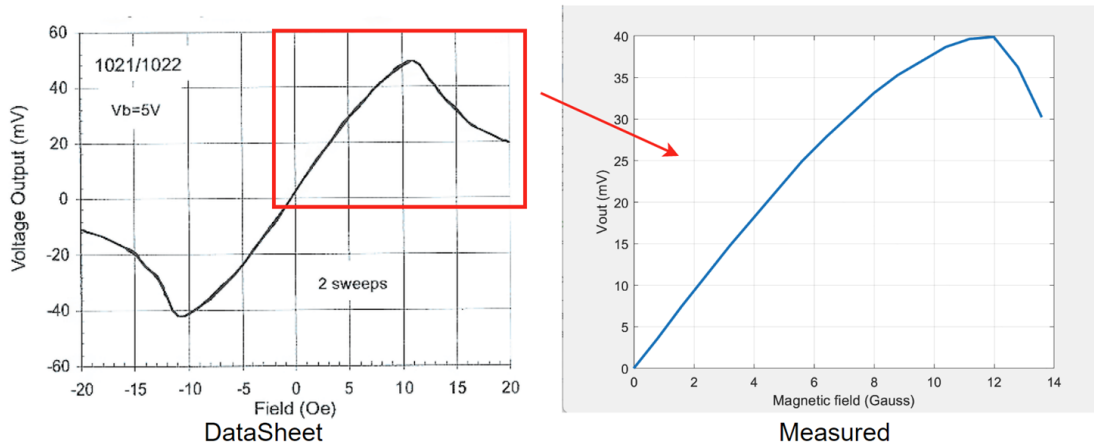 60
40
20
0
-20
-40
-60
Voltage Output (mV)
1021/1022
Vb=5V
2 sweeps
-20 -15 -10 -5 0 5 10 15 20
Field (Oe)
DataSheet
40
35
30
25
20
15
10
5
0
Vout (mV)
0 2 4 6 8 10 12 14
Magnetic field (Gauss)
Measured